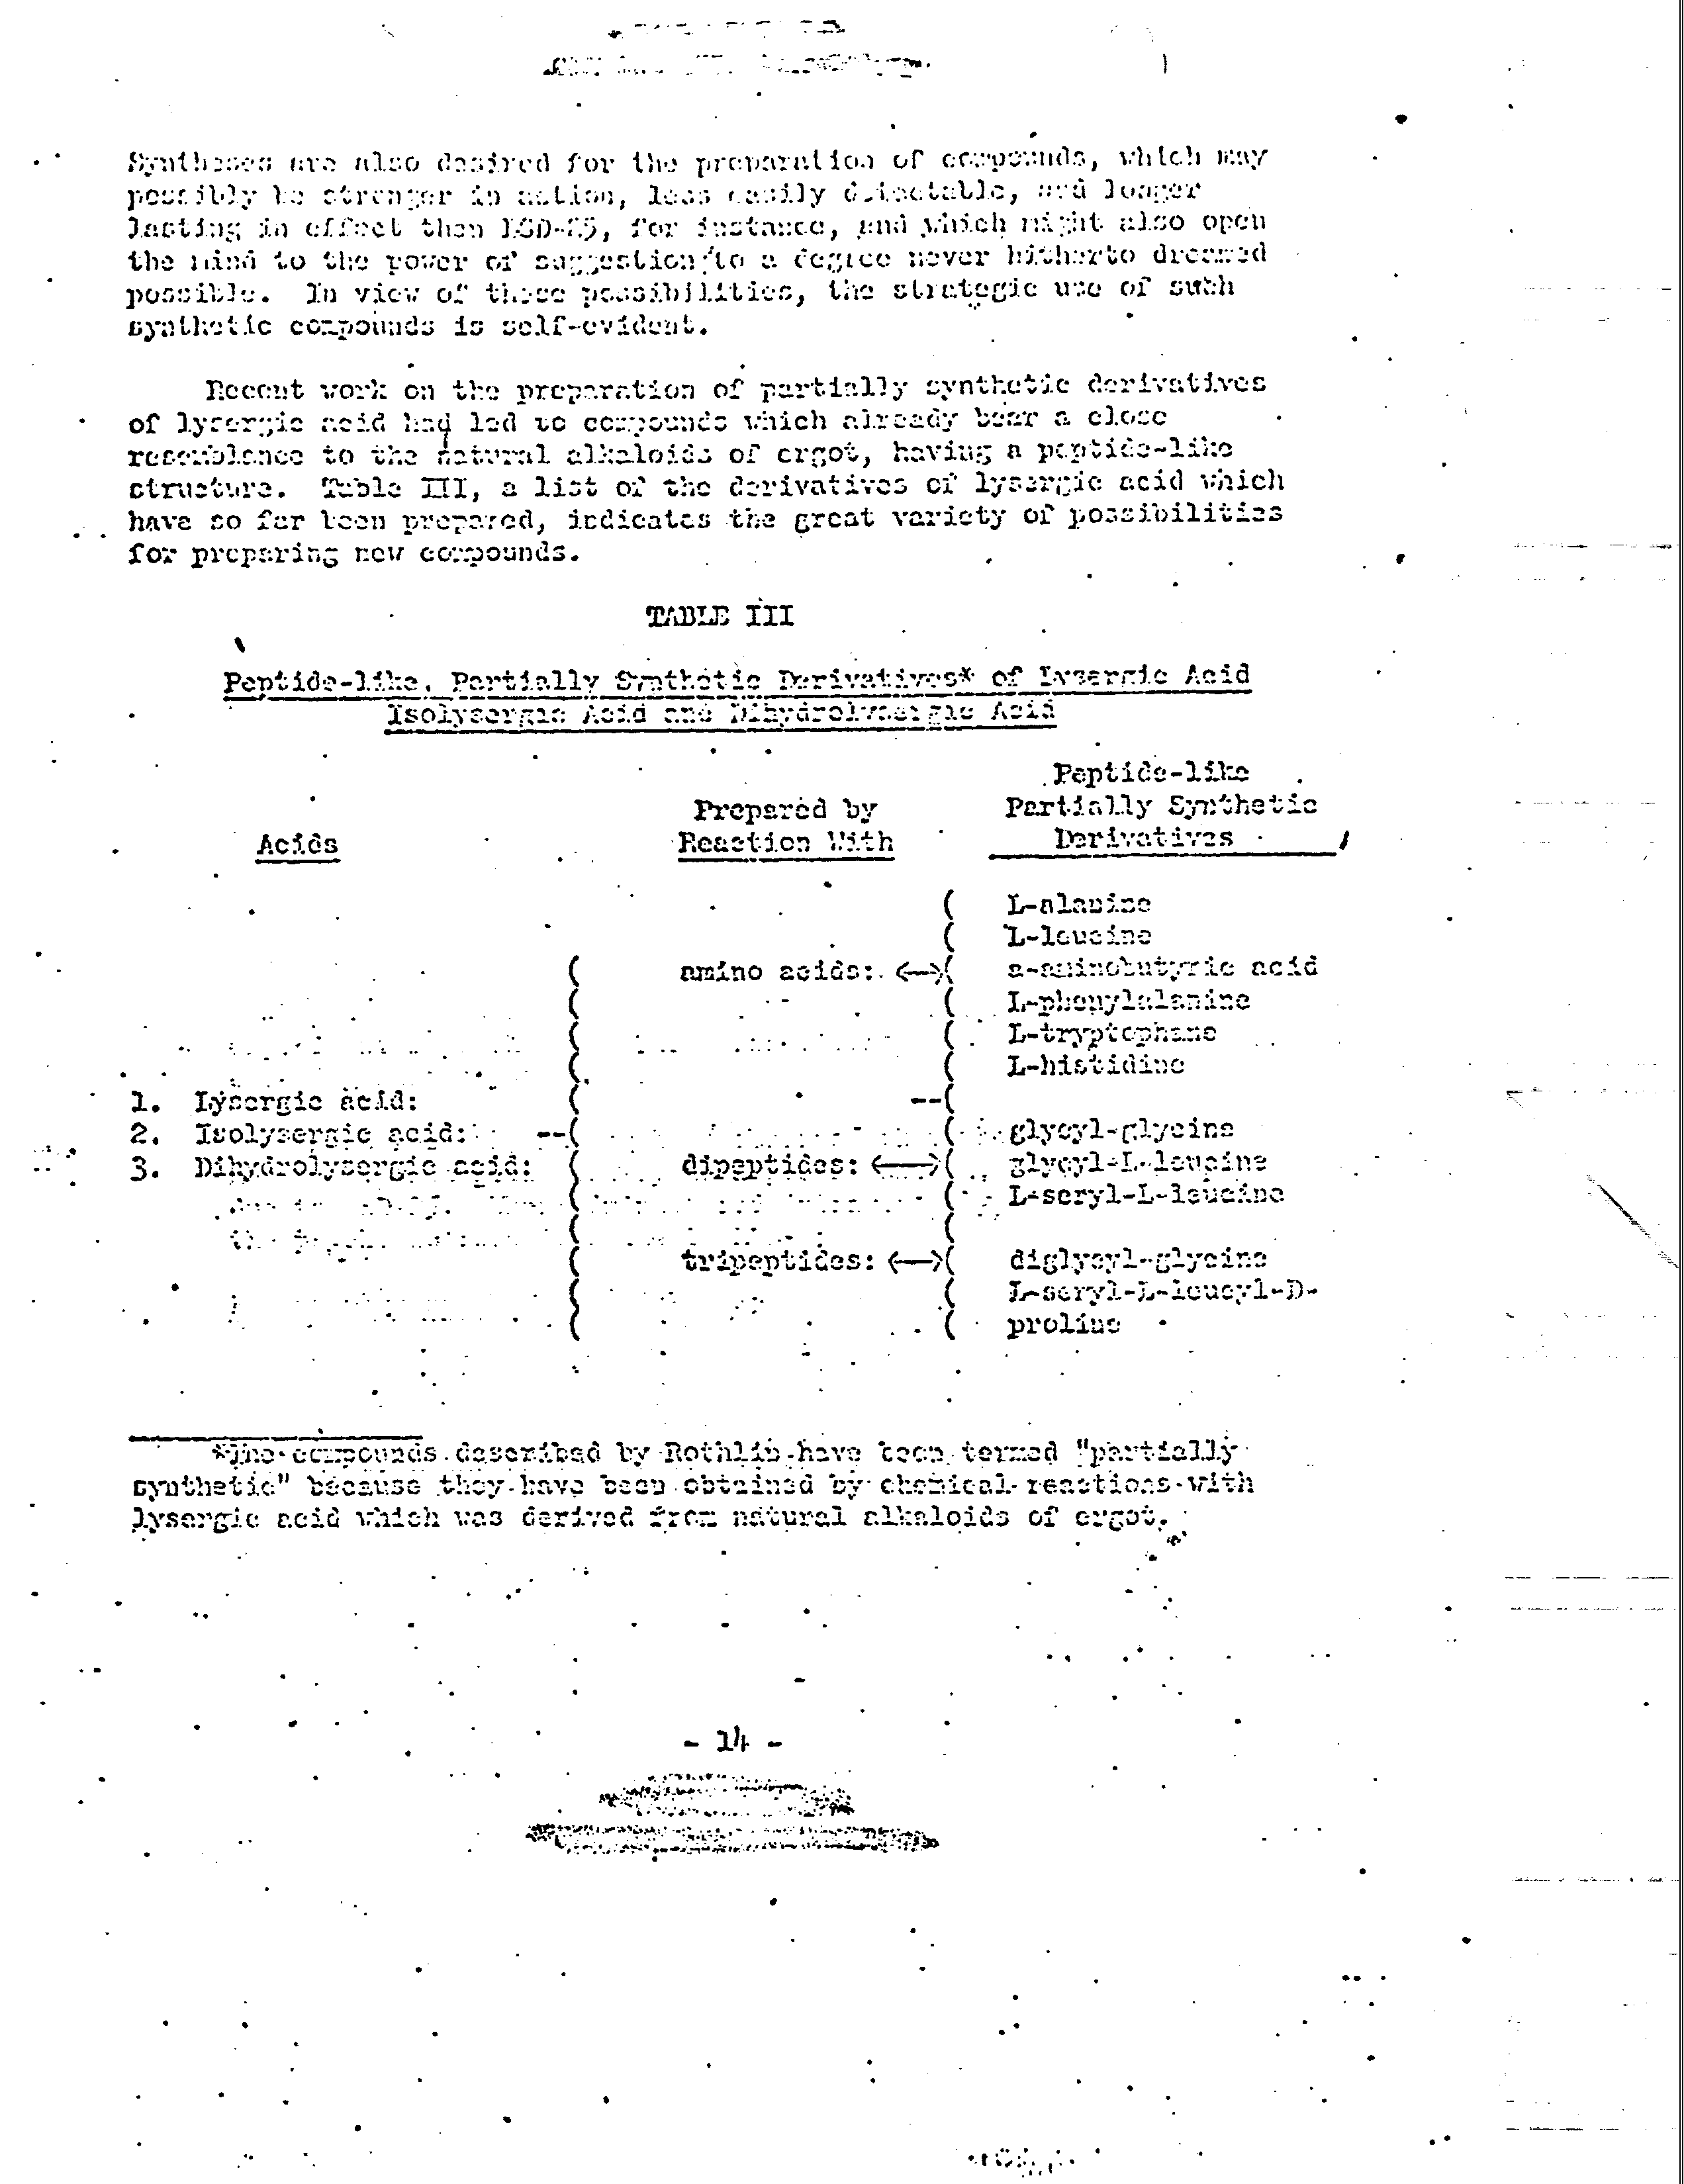 Syntheses are also desired for the preparation of compounds, which may
possibly be stronger in action, less easily detectable, and longer
lasting in effect than LSD-25, for instance, and which might also open
the mind to the power of suggestion to a degree never hitherto dreamed
possible. In view of these possibilities, the strategic use of such
synthetic compounds is self-evident.
Recent work on the preparation of partially synthetic derivatives
of lysergic acid had led to compounds which already bear a close
resemblance to the natural alkaloids of ergot, having a peptide-like
structure. Table III, a list of the derivatives of lysergic acid which
have so far been prepared, indicates the great variety of possibilities
for preparing new compounds.
TABLE III
Peptide-like, Partially Synthetic Derivatives* of Lysergic Acid
Isolysergic Acid and Dihydrolysergic Acid
Acids
Prepared by
Reaction With
Peptide-like
Partially Synthetic
Derivatives
1. Lysergic acid:
2. Isolysergic acid:
3. Dihydrolysergic acid:
amino acids:
L-alanine
L-leucine
a-aminobutyric acid
L-phenylalanine
L-tryptophane
L-histidine
dipeptides:
glycyl-glycine
glycyl-L-leucine
L-seryl-L-leucine
tripeptides:
diglycyl-glycine
L-seryl-L-leucyl-D-
proline
*The compounds described by Rothlin have been termed "partially
synthetic" because they have been obtained by chemical reactions with
lysergic acid which was derived from natural alkaloids of ergot.
- 14 -